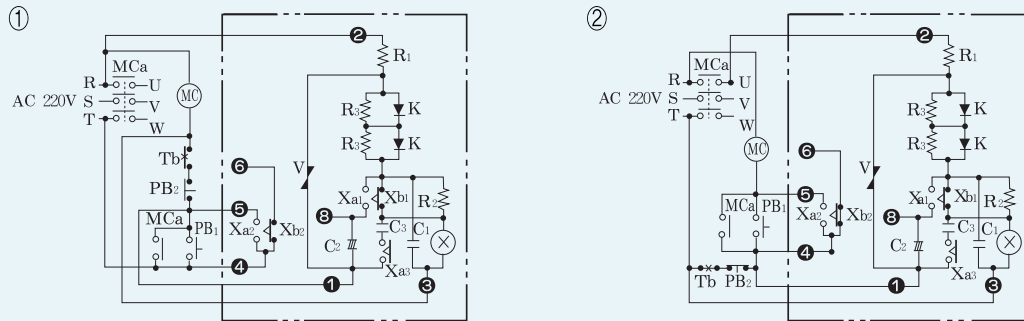 ①
❷
R1
MCa
R
U
MC
AC 220V
S
V
T
W
R3
K
R3
K
Tb
❻
V
PB2
❺
Xa1
Xb1
R2
❽
MCa
PB1
Xa2
Xb2
C3
C1
C2
❹
Xa3
❶
❸
②
❷
R1
MCa
R
U
AC 220V
S
V
T
W
R3
K
MC
R3
K
❻
V
❺
Xa1
Xb1
R2
MCa
PB1
Xa2
Xb2
❽
C3
C1
C2
❹
Xa3
Tb
PB2
❶
❸